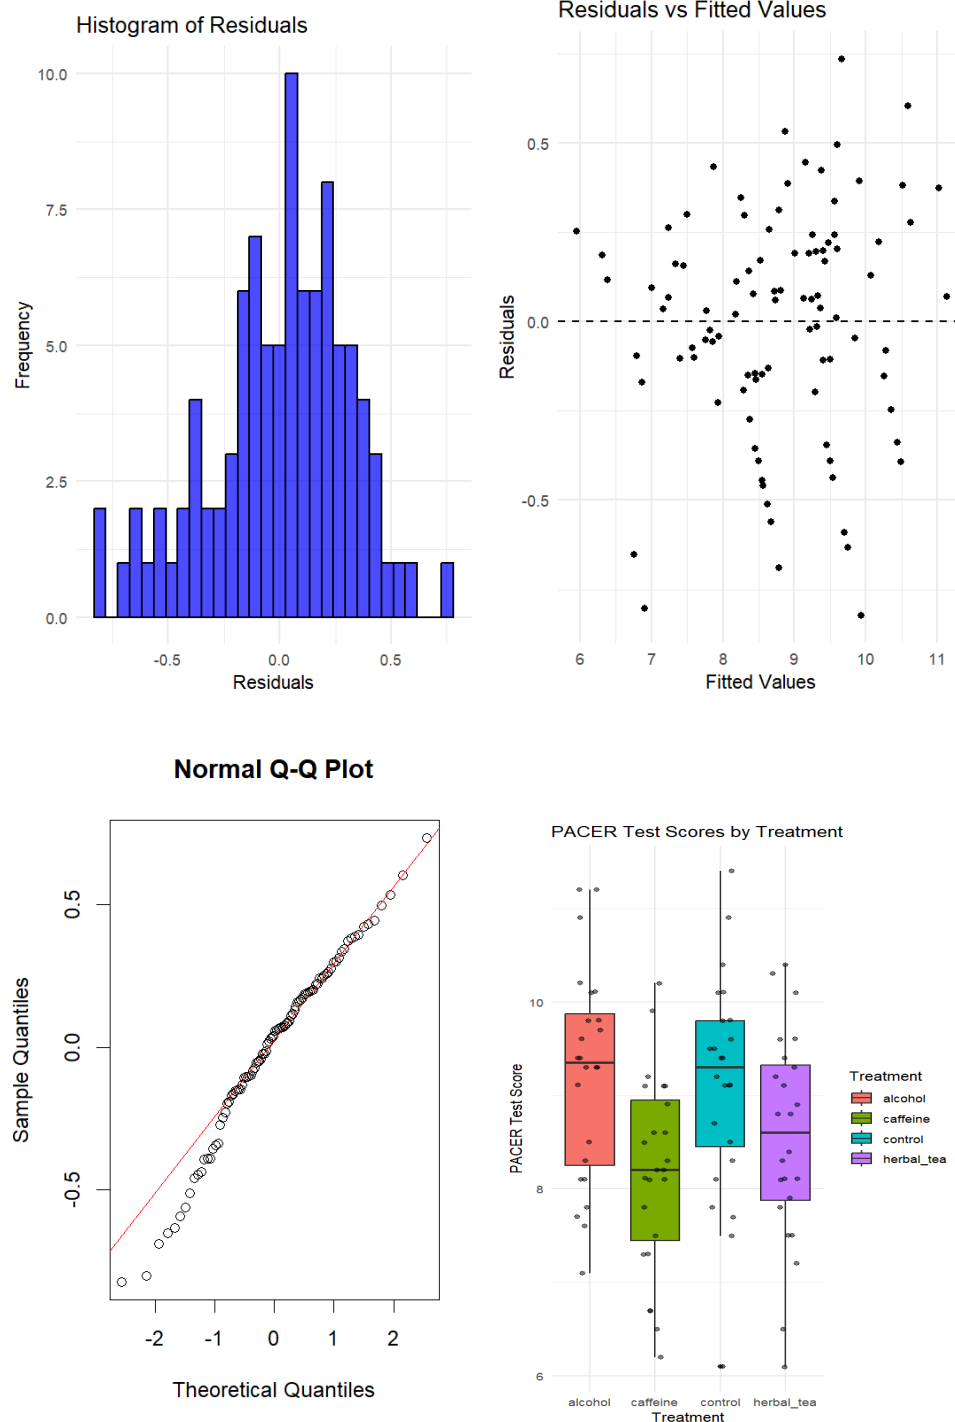 Histogram of Residuals
10.0
7.5
5.0
2.5
0.0
Frequency
-0.5 0.0 0.5
Residuals
Residuals vs Fitted Values
0.5
0.0
-0.5
Residuals
6 7 8 9 10 11
Fitted Values
Normal Q-Q Plot
0.5
0.0
-0.5
Sample Quantiles
-2 -1 0 1 2
Theoretical Quantiles
PACER Test Scores by Treatment
10
8
6
PACER Test Score
alcohol caffeine control herbal_tea
Treatment
Treatment
alcohol
caffeine
control
herbal_tea